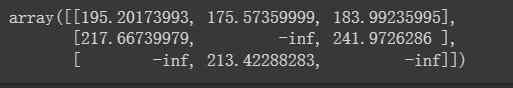 array([[195.20173993, 175.57359999, 183.99235995],
[217.66739979, -inf, 241.9726286 ],
[ -inf, 213.42288283, -inf]])